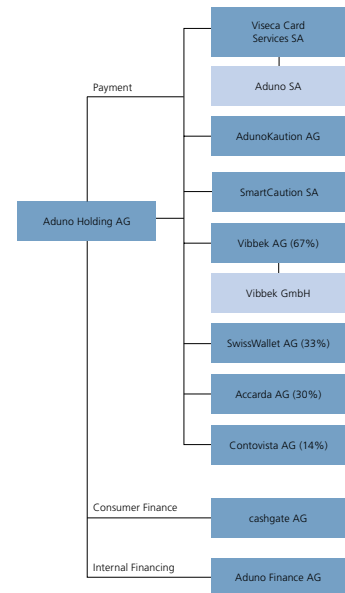 Viseca Card
Services SA
Aduno SA
Payment
AdunoKaution AG
SmartCaution SA
Aduno Holding AG
Vibbek AG (67%)
Vibbek GmbH
SwissWallet AG (33%)
Accarda AG (30%)
Contovista AG (14%)
Consumer Finance
cashgate AG
Internal Financing
Aduno Finance AG